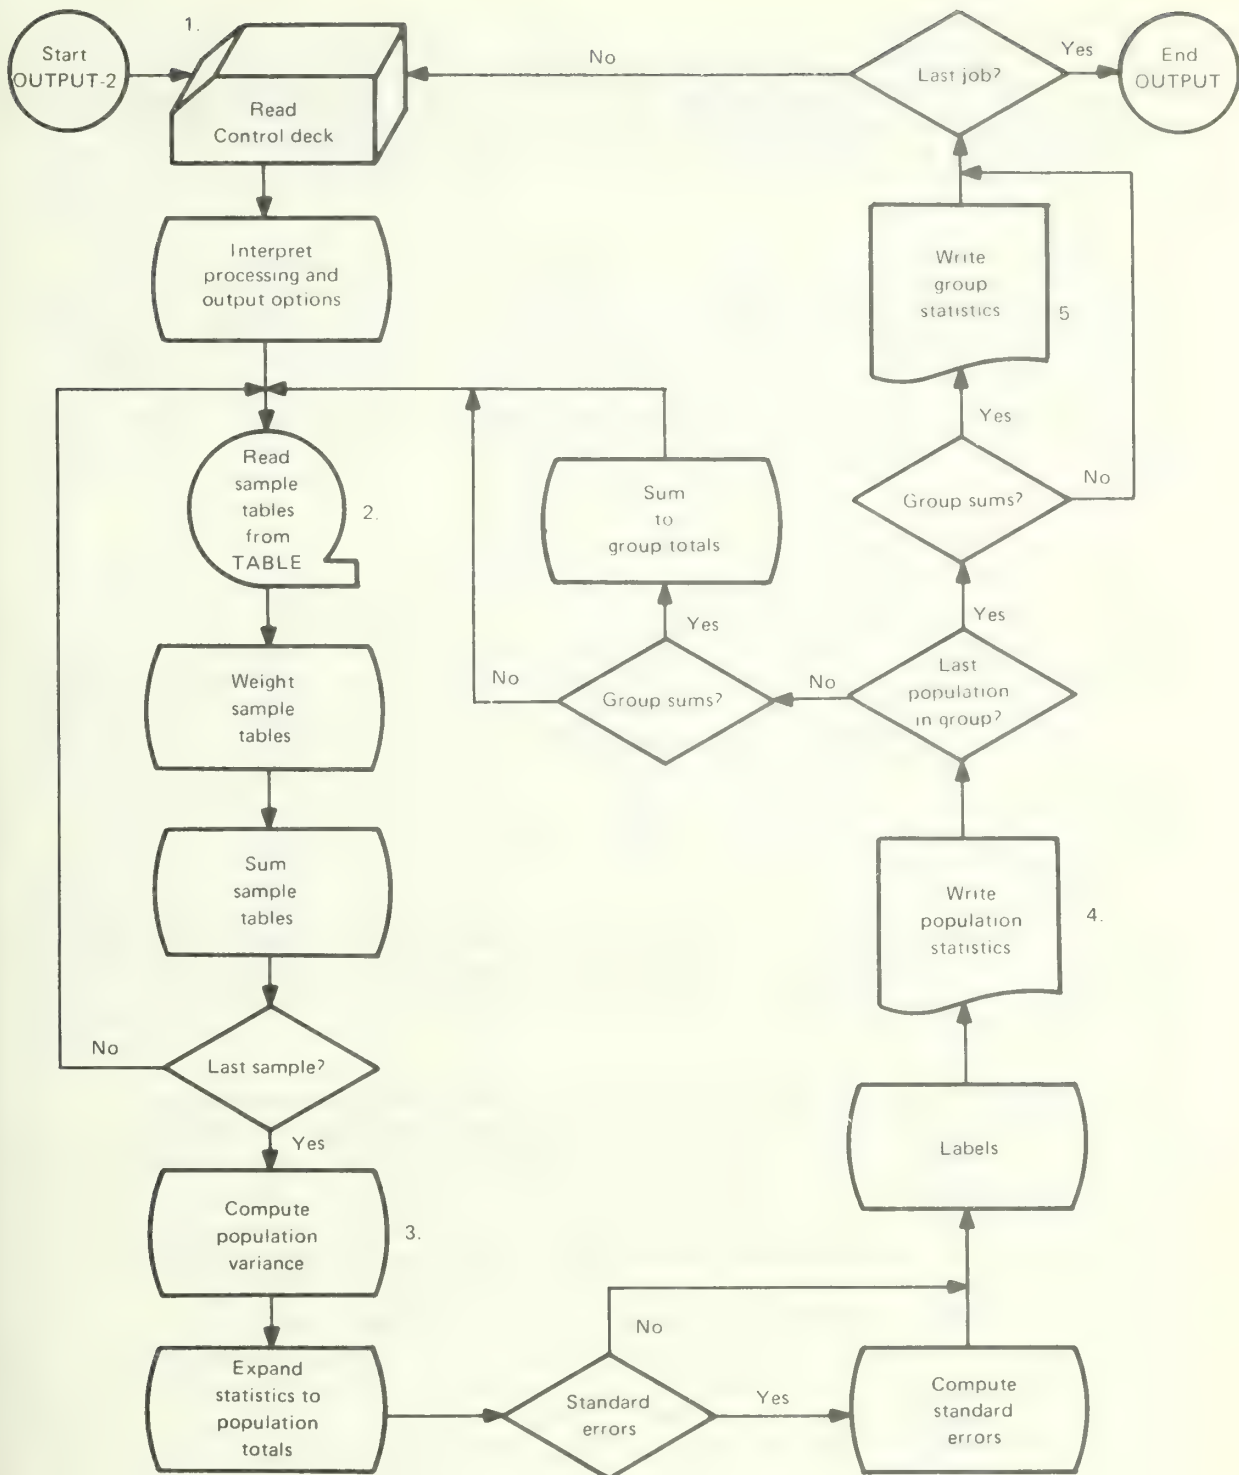 Start
OUTPUT-2
1.
Read
Control deck
No
Last job?
Yes
End
OUTPUT
Interpret
processing and
output options
Write
group
statistics
5
Yes
Group sums?
No
Read
sample
tables
from
TABLE
2.
Sum
to
group totals
Yes
Yes
No
Group sums?
No
Last
population
in group?
Weight
sample
tables
Sum
sample
tables
Write
population
statistics
4.
No
Last sample?
Yes
Labels
Compute
population
variance
3.
No
Expand
statistics to
population
totals
Standard
errors
Yes
Compute
standard
errors